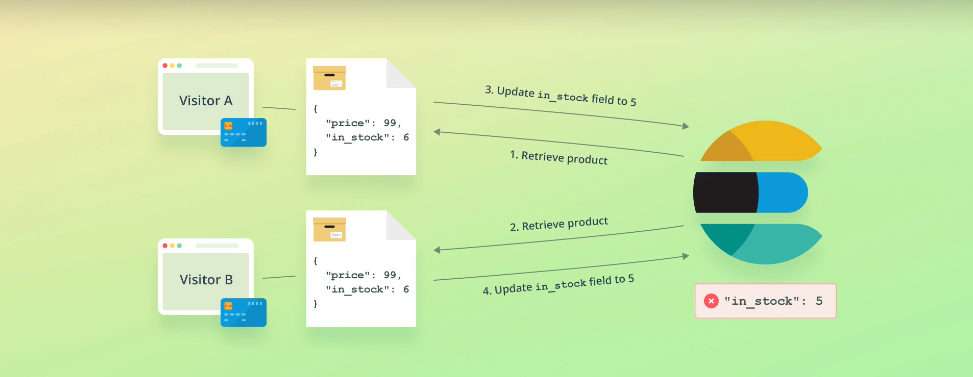 Visitor A
{
"price": 99,
"in_stock": 6
}
3. Update in_stock field to 5
1. Retrieve product
Visitor B
{
"price": 99,
"in_stock": 6
}
2. Retrieve product
4. Update in_stock field to 5
"in_stock": 5